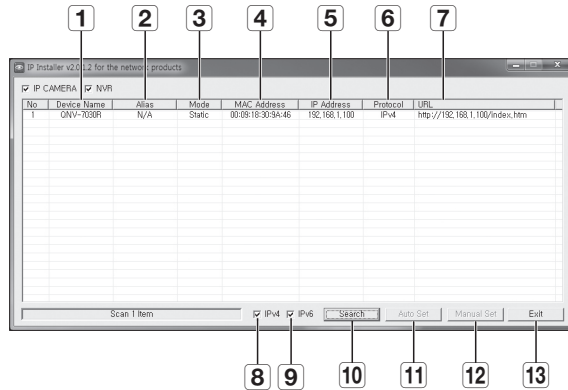 1 2 3 4 5 6 7
IP Installer v2.0.1.2 for the network products
IP CAMERA NVR
No Device Name Alias Mode MAC Address IP Address Protocol URL
1 QNV-7030R N/A Static 00:09:18:30:9A:46 192,168,1,100 IPv4 http://192,168,1,100/index,htm
Scan 1 Item IPv4 IPv6 Search Auto Set Manual Set Exit
8 9 10 11 12 13